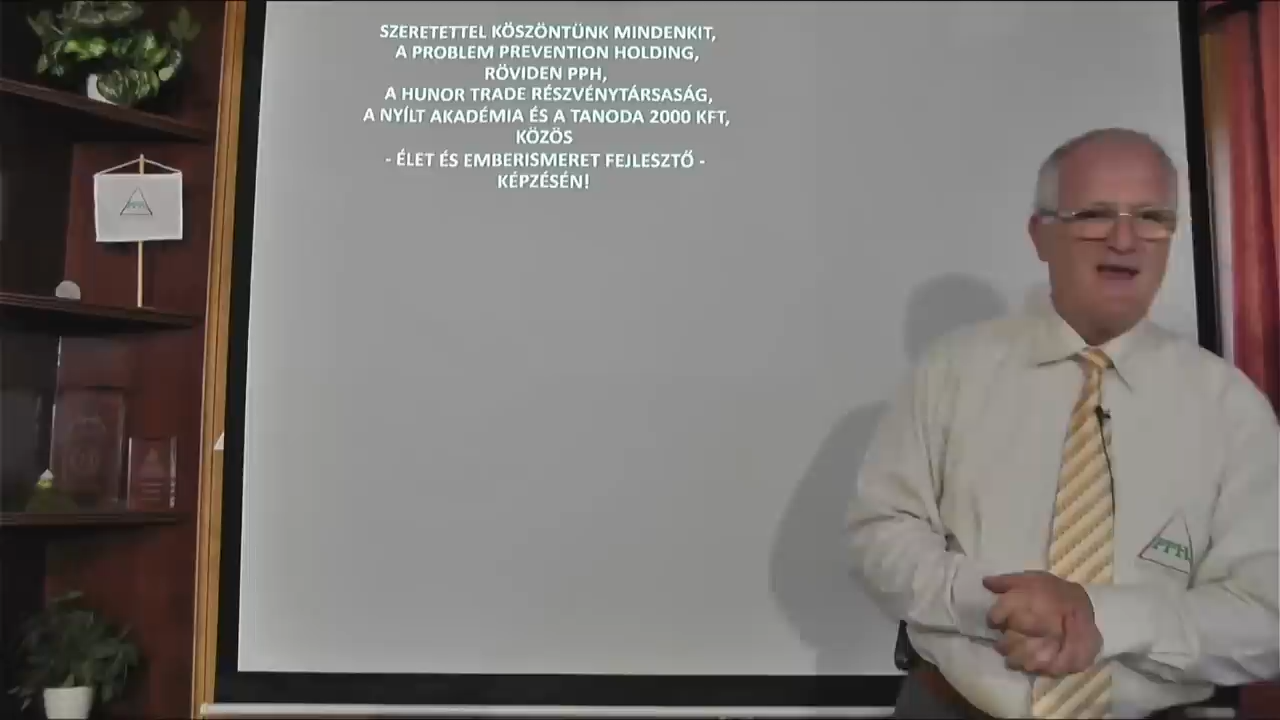 SZERETETTEL KÖSZÖNTÜNK MINDENKIT,
A PROBLEM PREVENTION HOLDING,
RÖVIDEN PPH,
A HUNOR TRADE RÉSZVÉNYTÁRSASÁG,
A NYÍLT AKADÉMIA ÉS A TANODA 2000 KFT,
KÖZÖS
- ÉLET ÉS EMBERISMERET FEJLESZTŐ -
KÉPZÉSÉN!
PPH
PPH